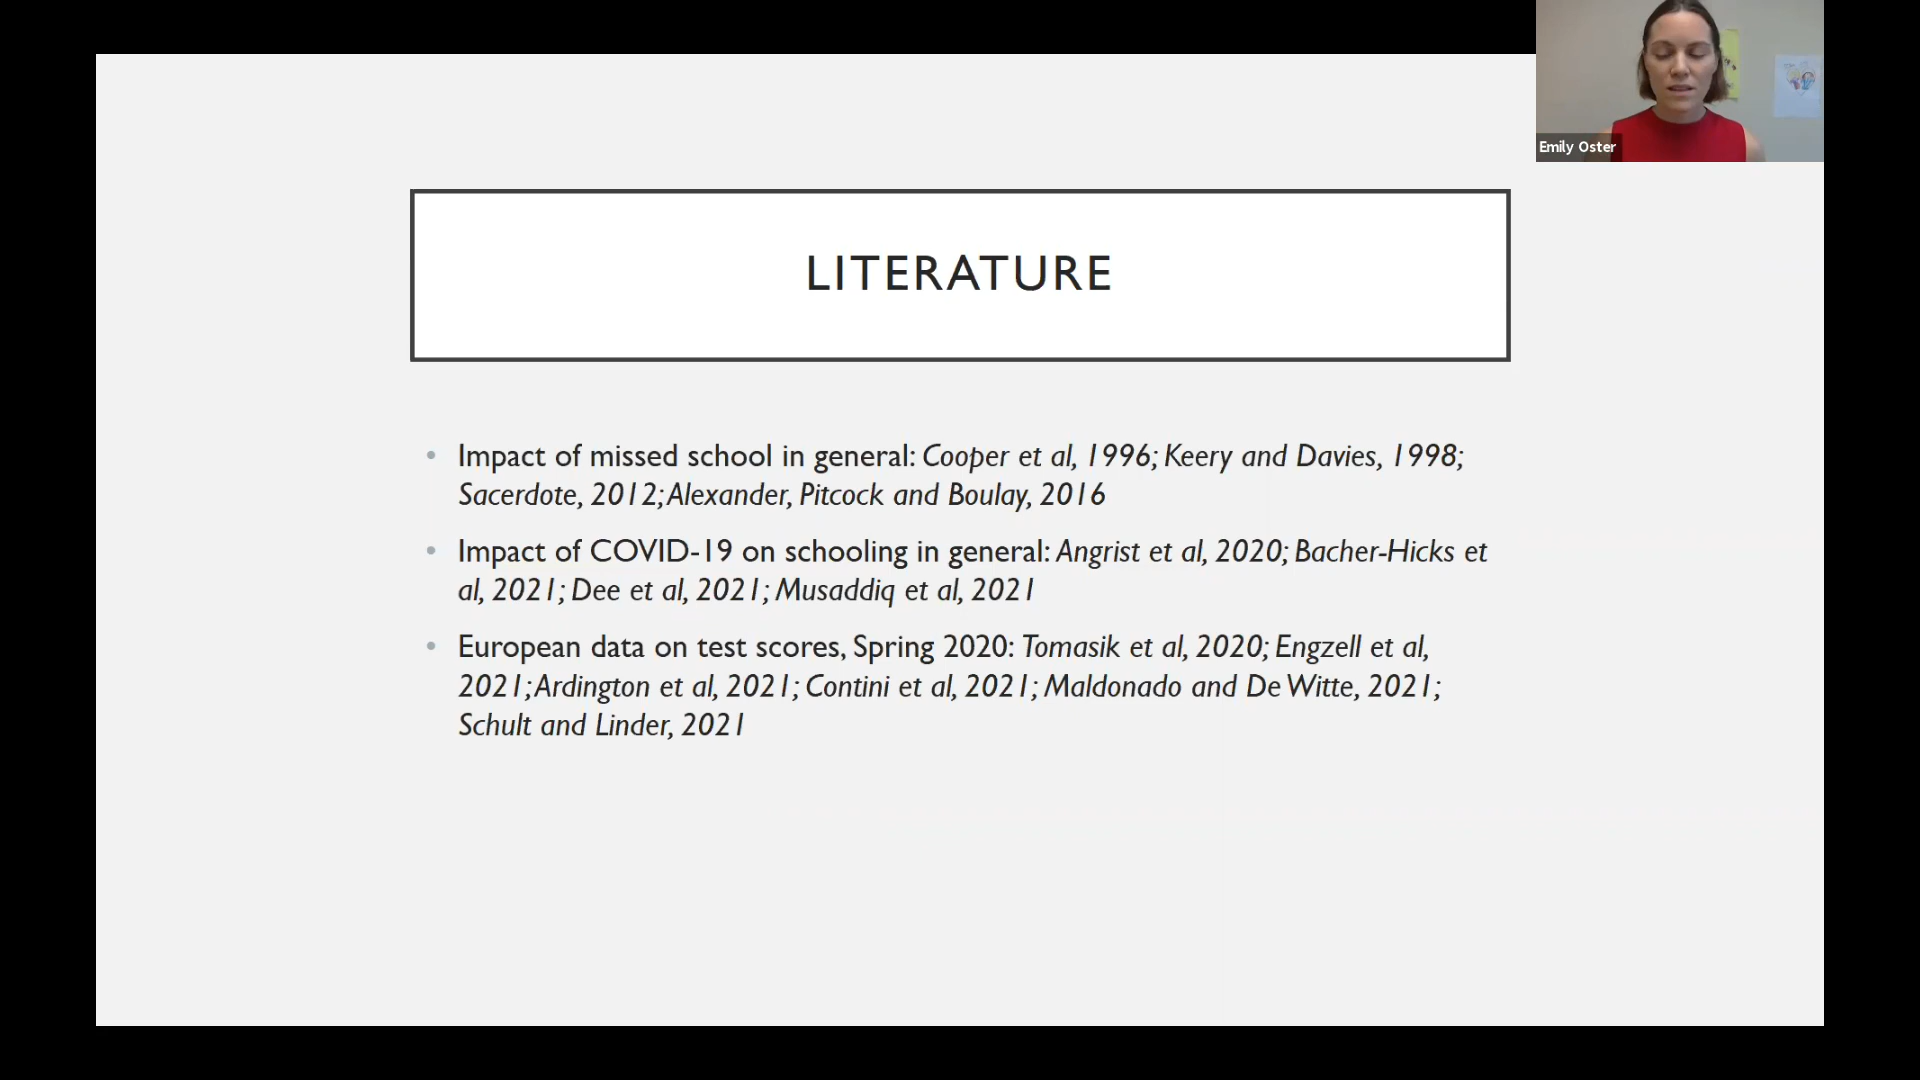 Emily Oster
LITERATURE
• Impact of missed school in general: Cooper et al, 1996; Keery and Davies, 1998;
Sacerdote, 2012; Alexander, Pitcock and Boulay, 2016
• Impact of COVID-19 on schooling in general: Angrist et al, 2020; Bacher-Hicks et
al, 2021; Dee et al, 2021; Musaddiq et al, 2021
• European data on test scores, Spring 2020: Tomasik et al, 2020; Engzell et al,
2021; Ardington et al, 2021; Contini et al, 2021; Maldonado and De Witte, 2021;
Schult and Linder, 2021